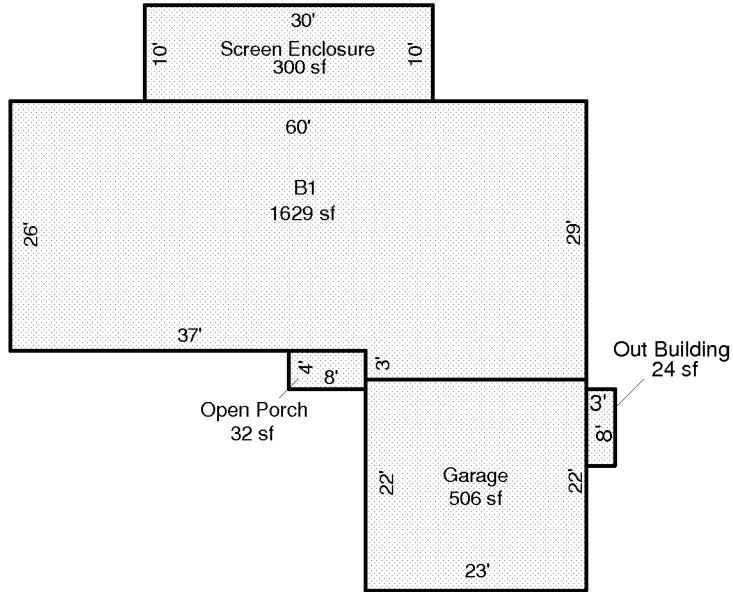 30'
10'
Screen Enclosure
300 sf
10'
60'
B1
1629 sf
26'
29'
37'
4'
8'
3'
Open Porch
32 sf
Out Building
24 sf
3'
8'
22'
Garage
506 sf
22'
23'